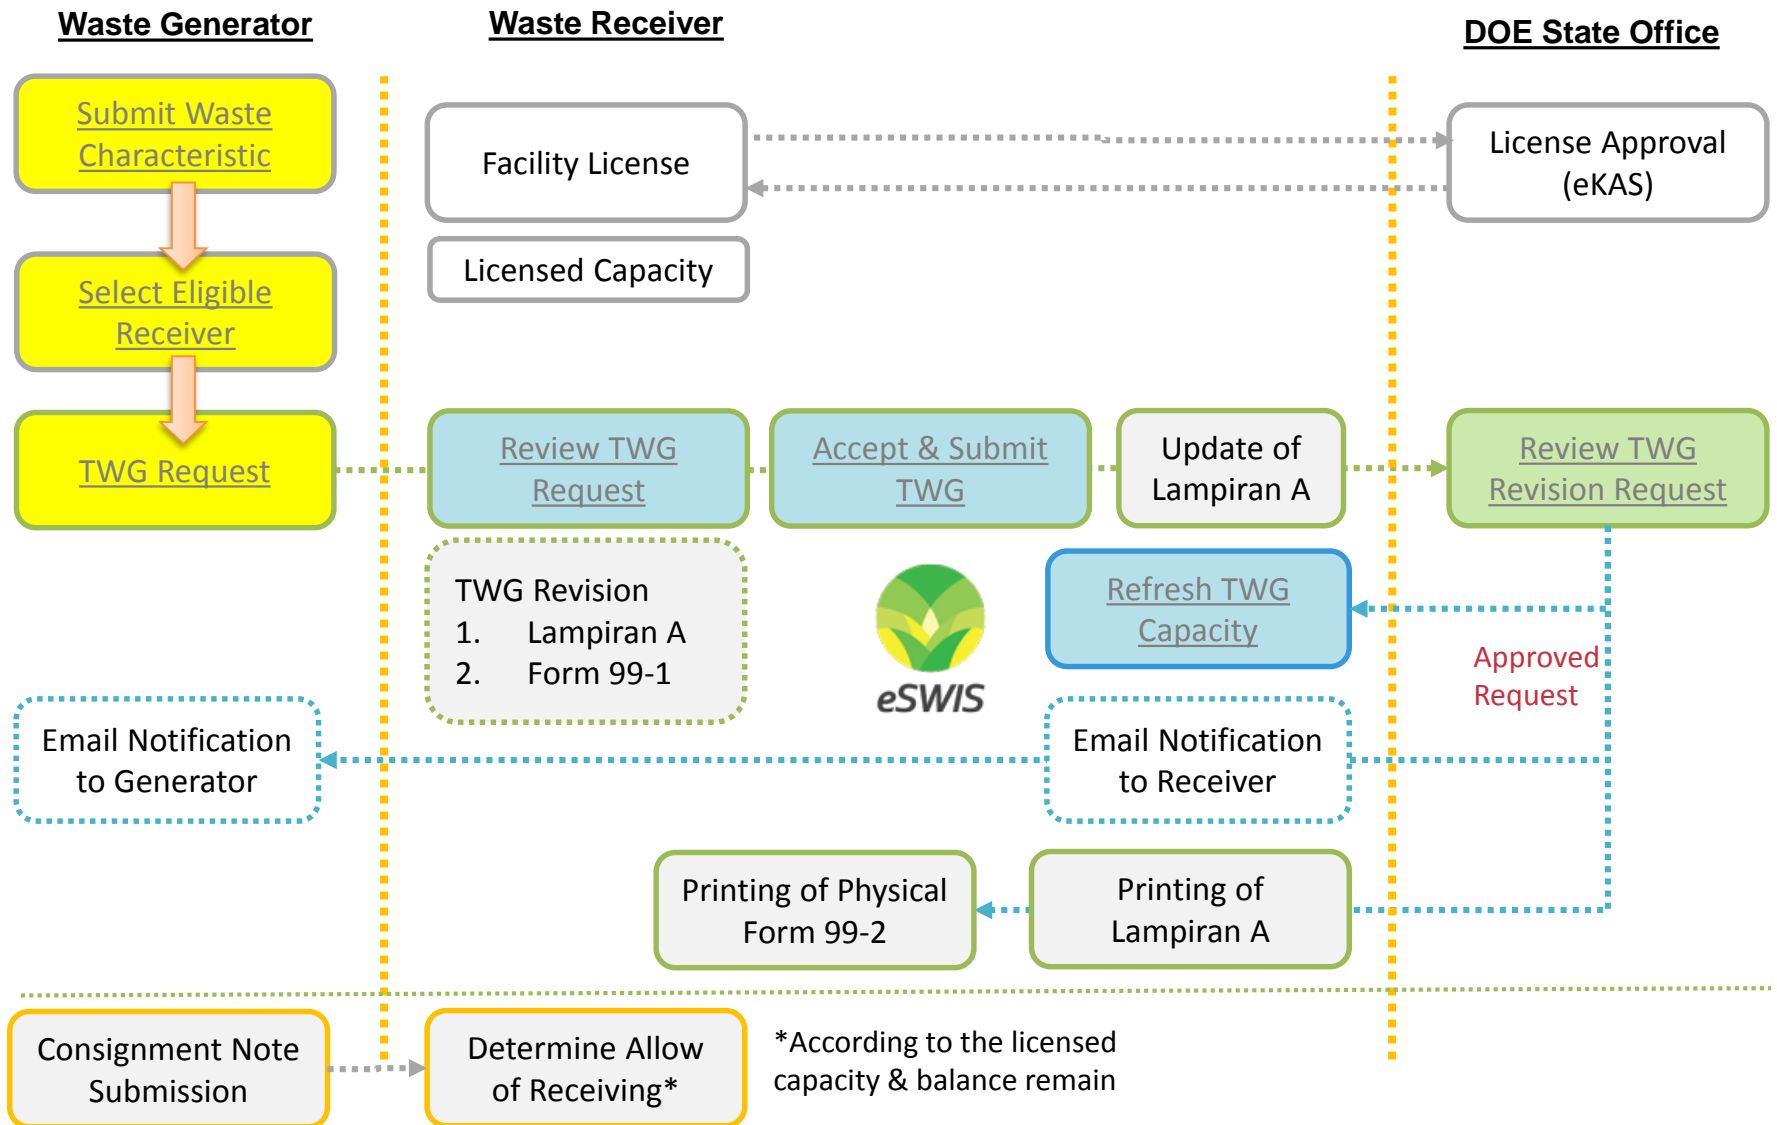 Waste Generator
Waste Receiver
DOE State Office
Submit Waste
Characteristic
Facility License
License Approval
(eKAS)
Licensed Capacity
Select Eligible
Receiver
TWG Request
Review TWG
Request
Accept & Submit
TWG
Update of
Lampiran A
Review TWG
Revision Request
TWG Revision
1. Lampiran A
2. Form 99-1
eSWIS
Refresh TWG
Capacity
Approved
Request
Email Notification
to Generator
Email Notification
to Receiver
Printing of Physical
Form 99-2
Printing of
Lampiran A
Consignment Note
Submission
Determine Allow
of Receiving*
*According to the licensed
capacity & balance remain